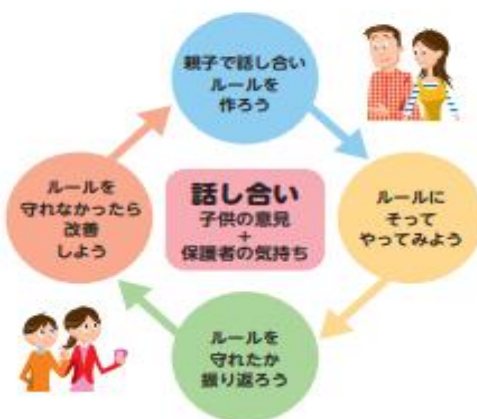 親子で話し合い
ルールを
作ろう
ルールに
そって
やってみよう
ルールを
守れたか
振り返ろう
ルールを
守れなかったら
改善
しよう
話し合い
子供の意見
+
保護者の気持ち